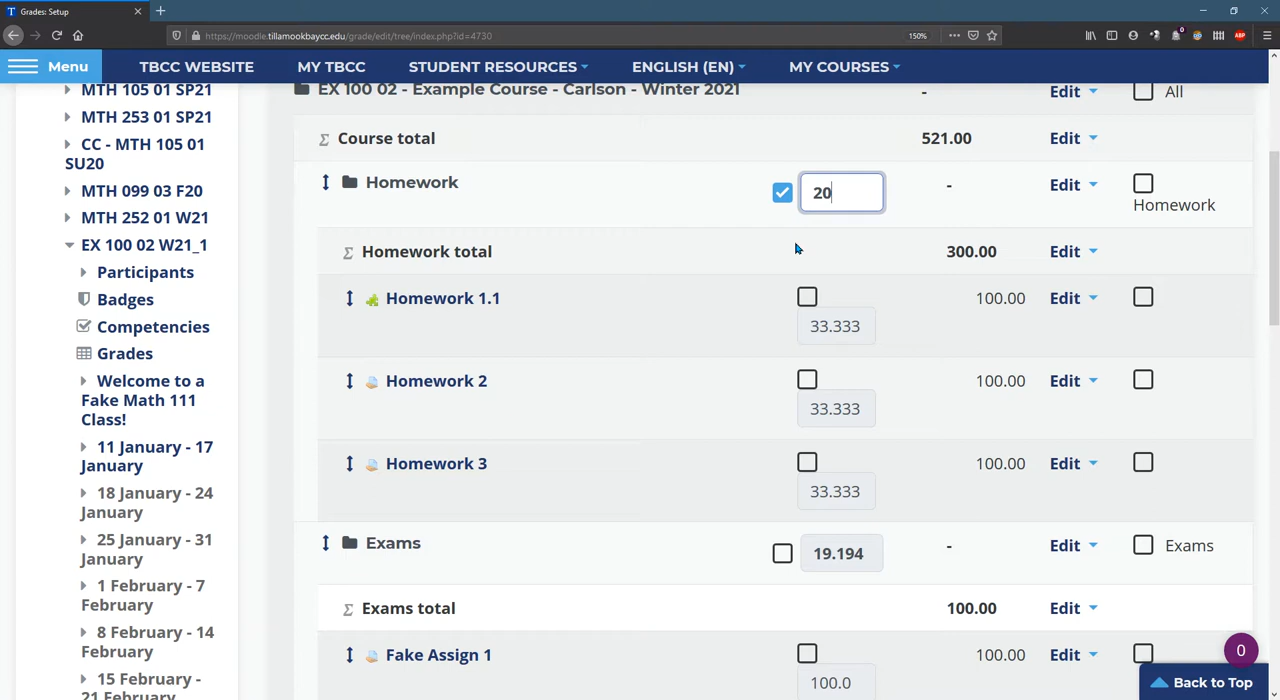 Grades: Setup
https://moodle.tillamookbaycc.edu/grade/edit/tree/index.php?id=4730
150%
0
ABP
Menu
TBCC WEBSITE
MY TBCC
STUDENT RESOURCES
ENGLISH (EN)
MY COURSES
MTH 105 01 SP21
MTH 253 01 SP21
CC - MTH 105 01
SU20
MTH 099 03 F20
MTH 252 01 W21
EX 100 02 W21_1
Participants
Badges
Competencies
Grades
Welcome to a
Fake Math 111
Class!
11 January - 17
January
18 January - 24
January
25 January - 31
January
1 February - 7
February
8 February - 14
February
15 February -
21 February
EX 100 02 - Example Course - Carlson - Winter 2021
-
Edit
All
Course total
521.00
Edit
Homework
20
-
Edit
Homework
Homework total
300.00
Edit
Homework 1.1
33.333
100.00
Edit
Homework 2
33.333
100.00
Edit
Homework 3
33.333
100.00
Edit
Exams
19.194
-
Edit
Exams
Exams total
100.00
Edit
Fake Assign 1
100.0
100.00
Edit
0
Back to Top